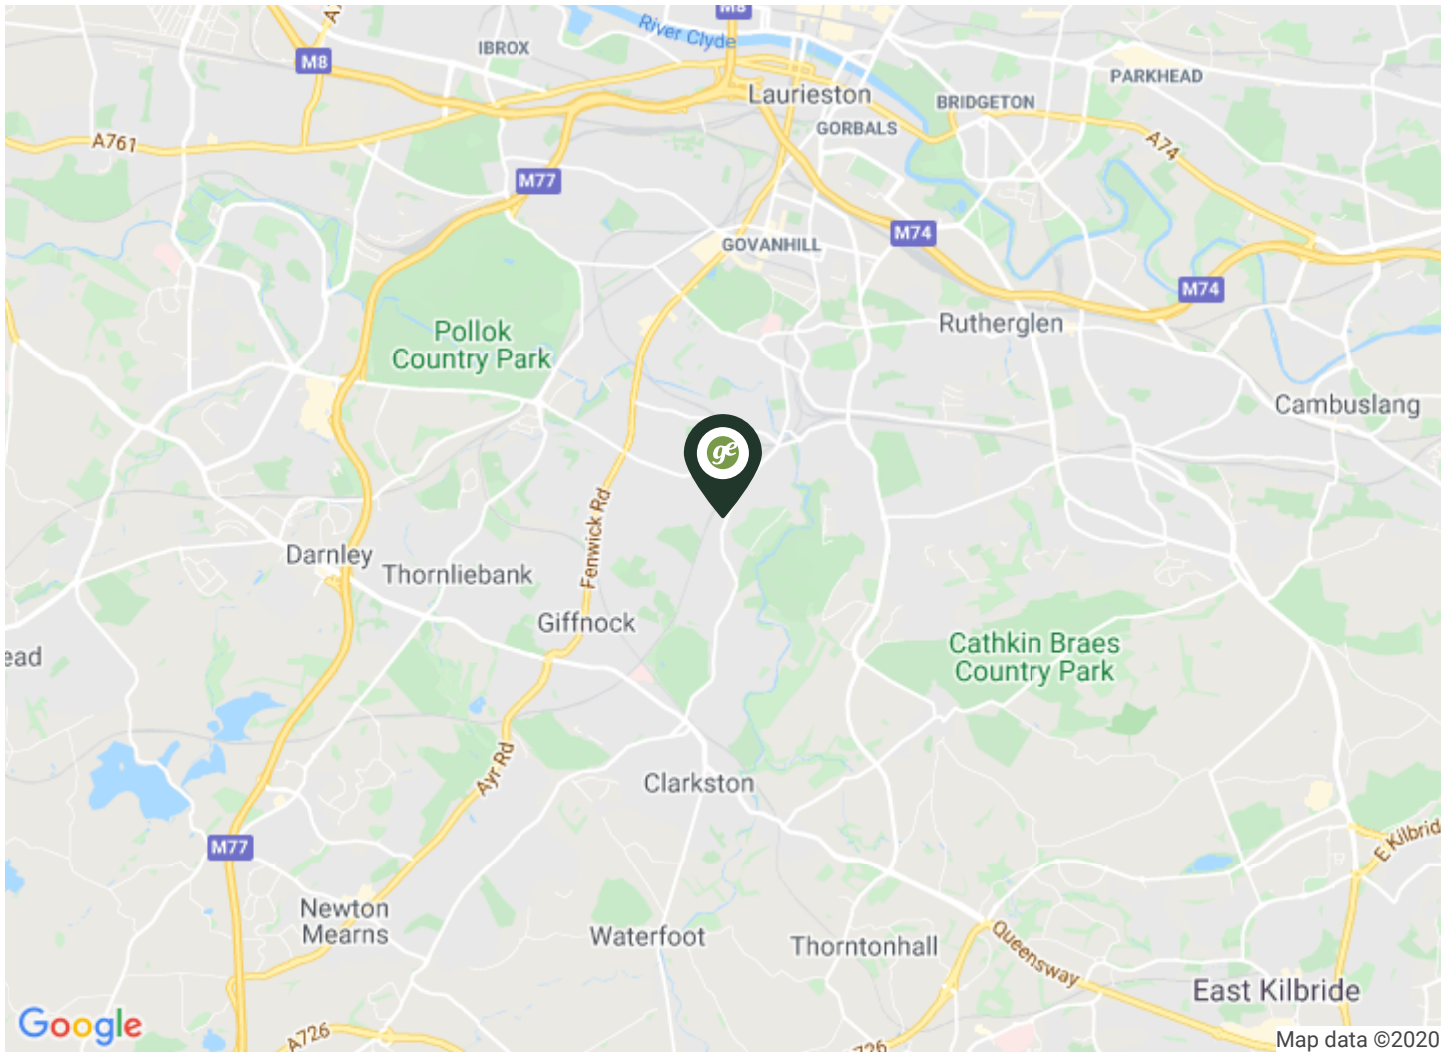 M8
A
River Clyde
IBROX
M8
PARKHEAD
Laurieston
BRIDGETON
GORBALS
A761
A74
M77
M74
GOVANHILL
M74
Pollok
Country Park
Rutherglen
Cambuslang
ge
Fenwick Rd
Darnley
Thornliebank
Giffnock
Cathkin Braes
Country Park
ead
Ayr Rd
Clarkston
M77
E Kilbrid
Newton
Mearns
Waterfoot
Thorntonhall
Queensway
East Kilbride
Google
A726
726
Map data ©2020